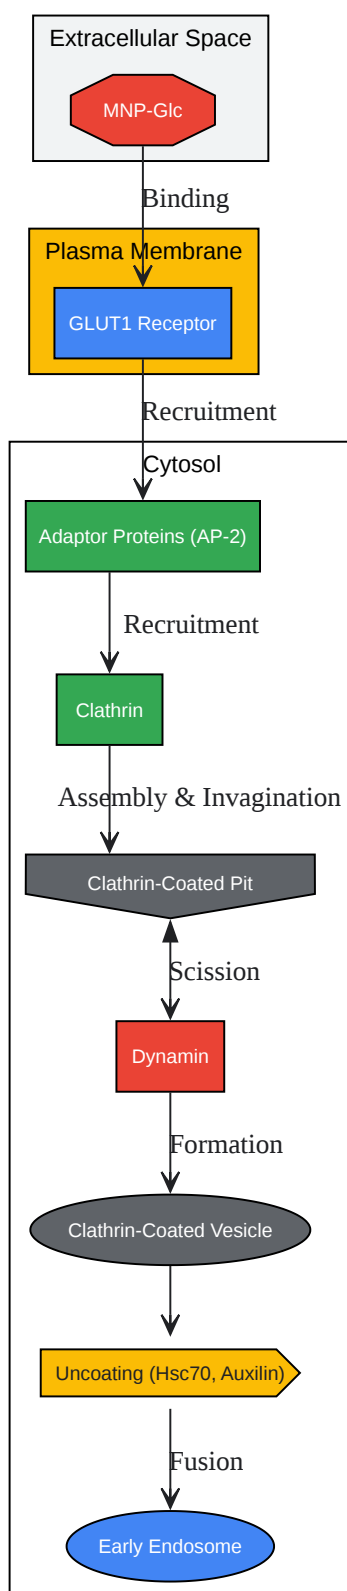 Extracellular Space
MNP-Glc
Binding
Plasma Membrane
GLUT1 Receptor
Recruitment
Cytosol
Adaptor Proteins (AP-2)
Recruitment
Clathrin
Assembly & Invagination
Clathrin-Coated Pit
Scission
Dynamin
Formation
Clathrin-Coated Vesicle
Uncoating (Hsc70, Auxilin)
Fusion
Early Endosome